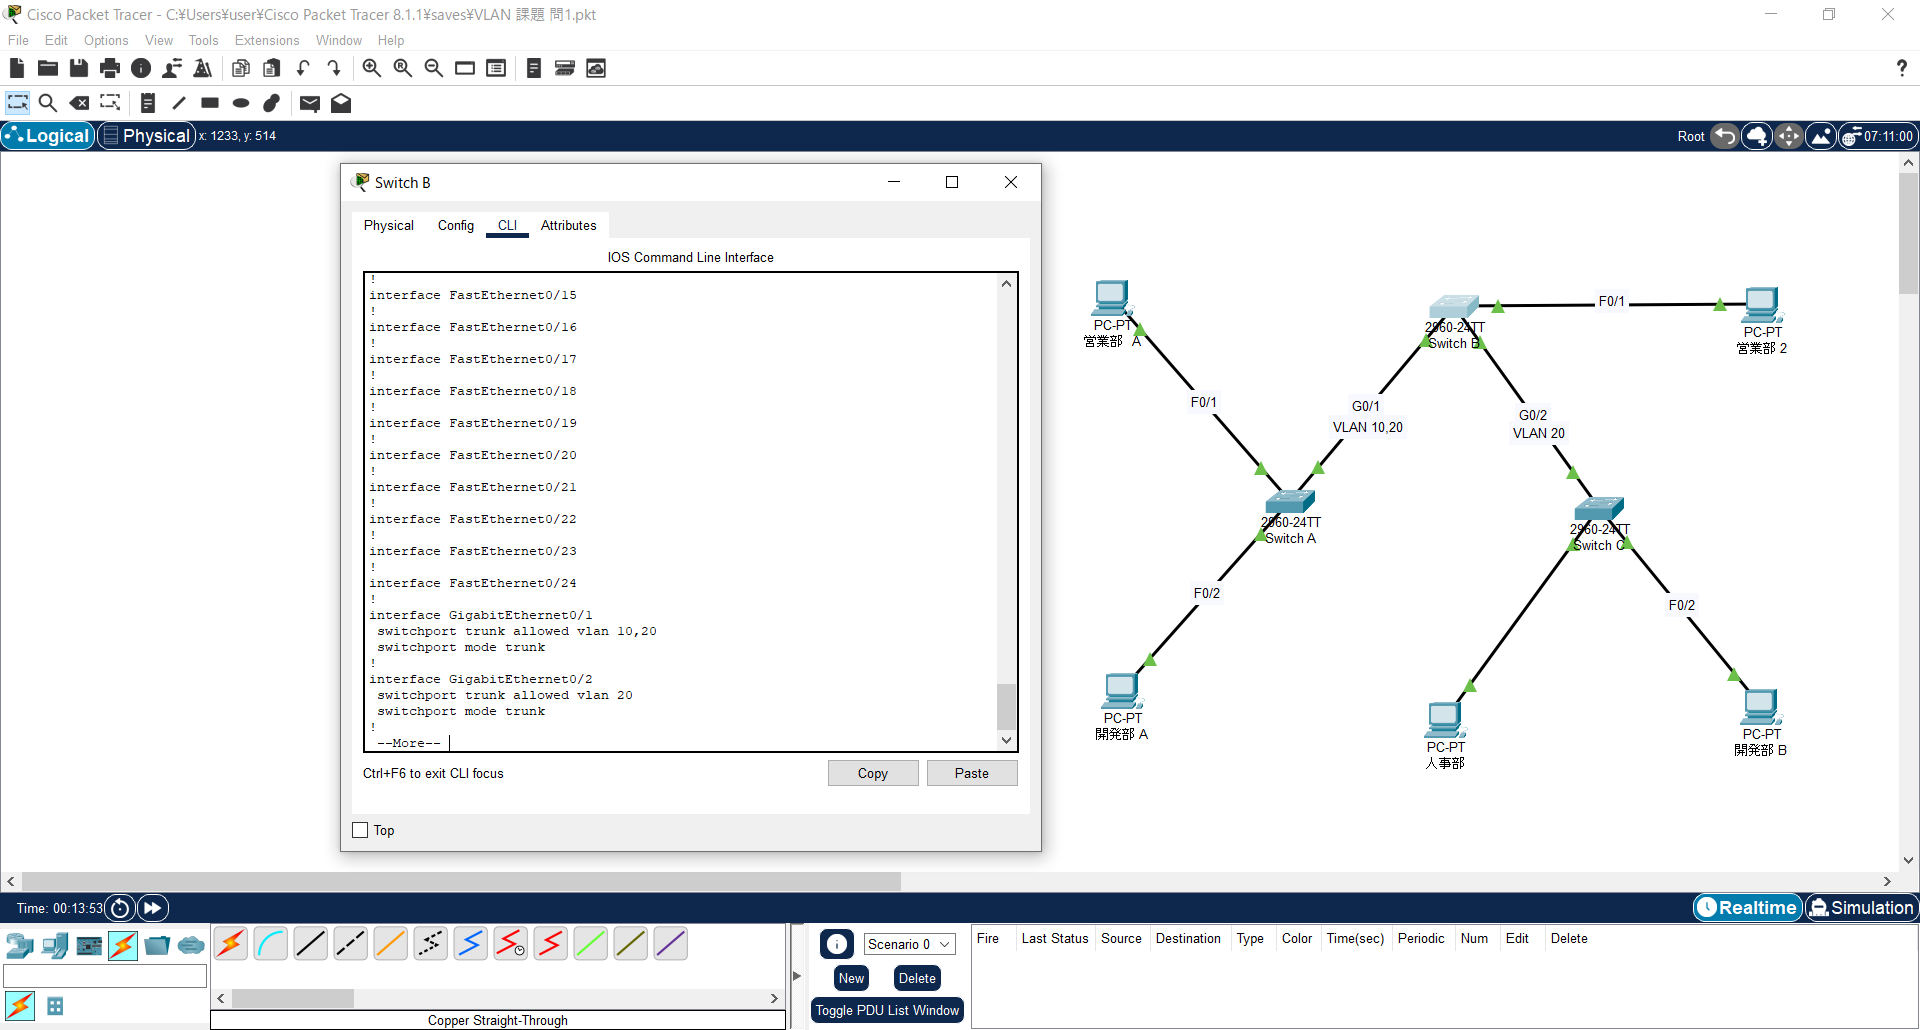 Cisco Packet Tracer - C:¥Users¥user¥Cisco Packet Tracer 8.1.1¥saves¥VLAN 課題 問1.pkt
File Edit Options View Tools Extensions Window Help
?
Logical Physical x: 1233, y: 514 Root 07:11:00
Switch B
Physical Config CLI Attributes
IOS Command Line Interface
!
interface FastEthernet0/15
!
interface FastEthernet0/16
!
interface FastEthernet0/17
!
interface FastEthernet0/18
!
interface FastEthernet0/19
!
interface FastEthernet0/20
!
interface FastEthernet0/21
!
interface FastEthernet0/22
!
interface FastEthernet0/23
!
interface FastEthernet0/24
!
interface GigabitEthernet0/1
switchport trunk allowed vlan 10,20
switchport mode trunk
!
interface GigabitEthernet0/2
switchport trunk allowed vlan 20
switchport mode trunk
!
--More--
Ctrl+F6 to exit CLI focus
Copy Paste
Top
PC-PT
営業部 A
F0/1
2960-24TT
Switch B
F0/1
PC-PT
営業部 2
G0/1
VLAN 10,20
G0/2
VLAN 20
2960-24TT
Switch A
2960-24TT
Switch C
F0/2
F0/2
PC-PT
開発部 A
PC-PT
人事部
PC-PT
開発部 B
Time: 00:13:53
Realtime Simulation
Copper Straight-Through
Scenario 0
New Delete
Toggle PDU List Window
Fire Last Status Source Destination Type Color Time(sec) Periodic Num Edit Delete